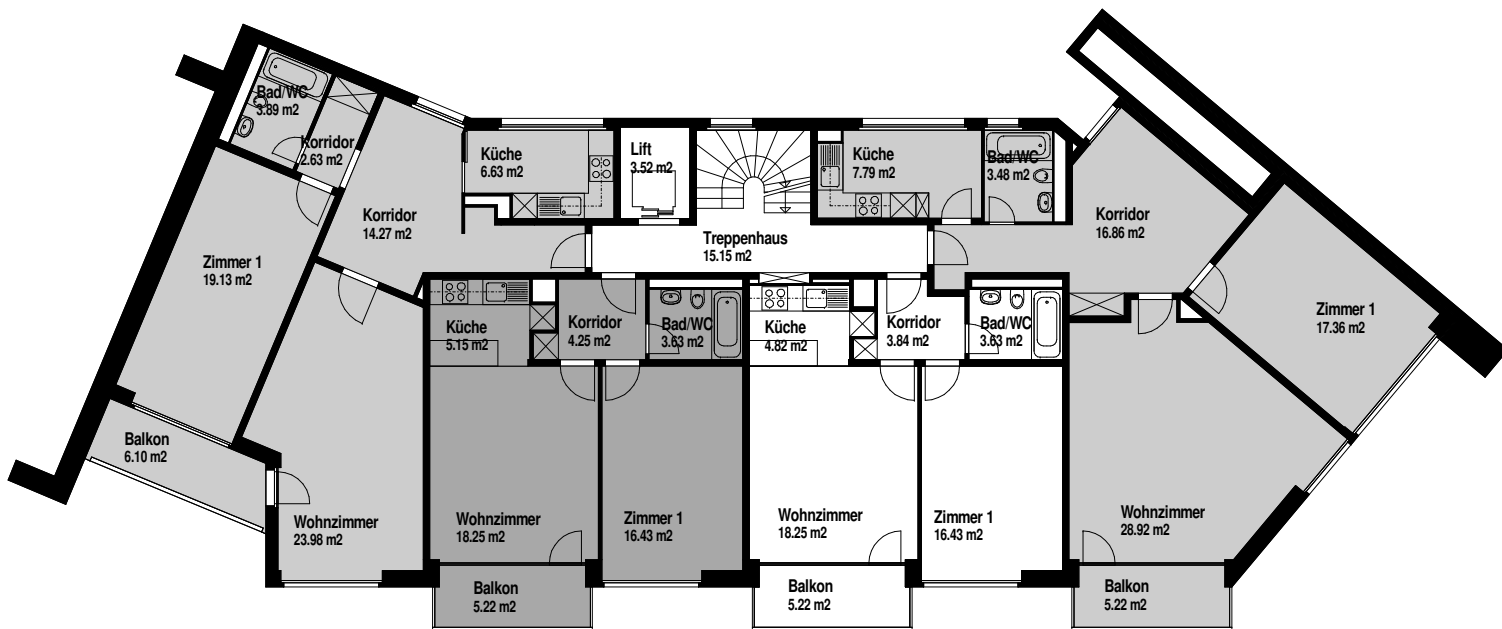 Bad/WC
3.89 m2
Korridor
2.63 m2
Küche
6.63 m2
Lift
3.52 m2
Küche
7.79 m2
Bad/WC
3.48 m2
Korridor
14.27 m2
Korridor
16.86 m2
Treppenhaus
15.15 m2
Zimmer 1
19.13 m2
Zimmer 1
17.36 m2
Küche
5.15 m2
Korridor
4.25 m2
Bad/WC
3.63 m2
Küche
4.82 m2
Korridor
3.84 m2
Bad/WC
3.63 m2
Balkon
6.10 m2
Wohnzimmer
23.98 m2
Wohnzimmer
18.25 m2
Zimmer 1
16.43 m2
Wohnzimmer
18.25 m2
Zimmer 1
16.43 m2
Wohnzimmer
28.92 m2
Balkon
5.22 m2
Balkon
5.22 m2
Balkon
5.22 m2